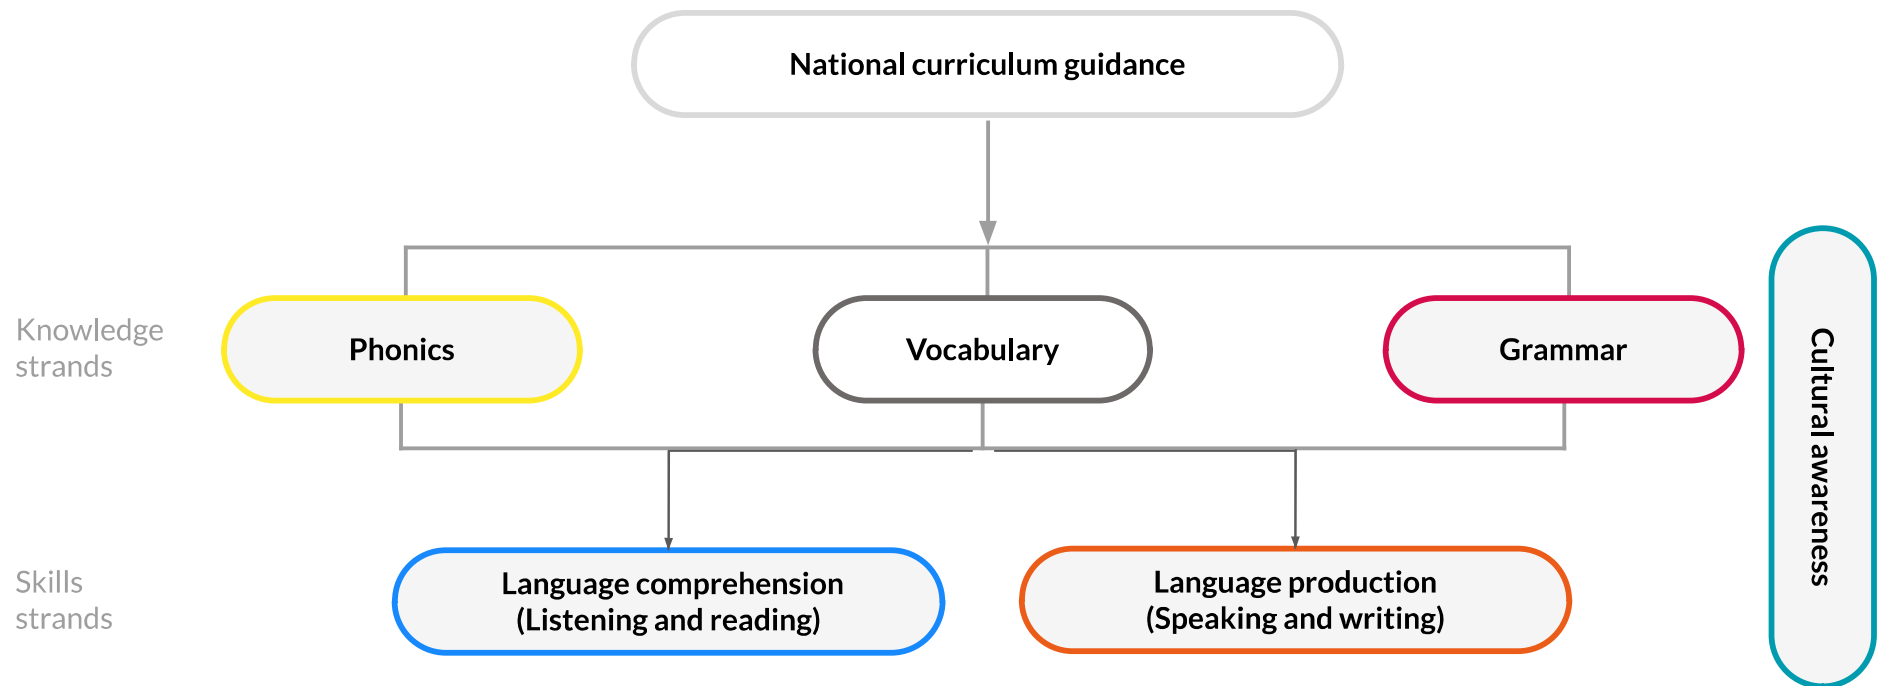 National curriculum guidance
Knowledge
strands
Phonics
Vocabulary
Grammar
Cultural awareness
Skills
strands
Language comprehension
(Listening and reading)
Language production
(Speaking and writing)